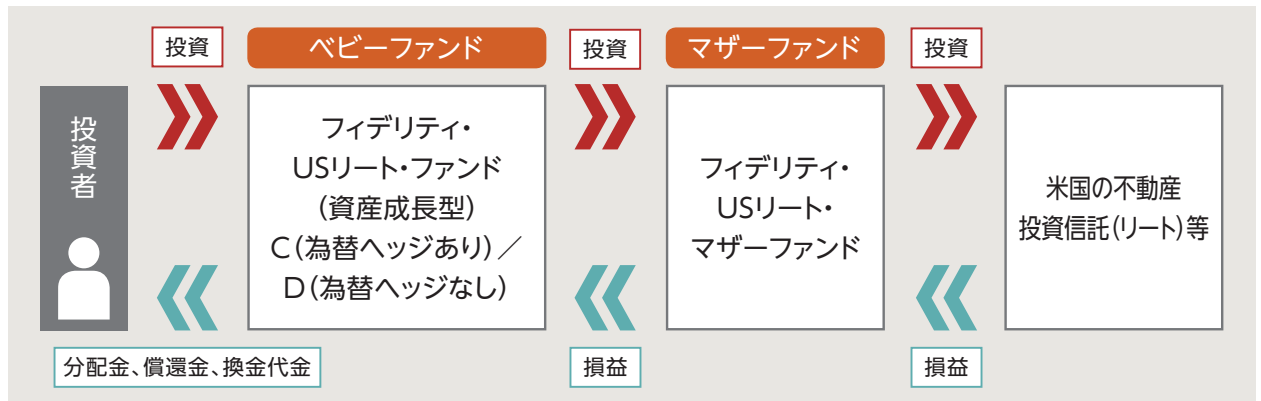 投資
ベビーファンド
投資
マザーファンド
投資
投資者
フィデリティ・
USリート・ファンド
(資産成長型)
C(為替ヘッジあり)/
D(為替ヘッジなし)
フィデリティ・
USリート・
マザーファンド
米国の不動産
投資信託(リート)等
分配金、償還金、換金代金
損益
損益